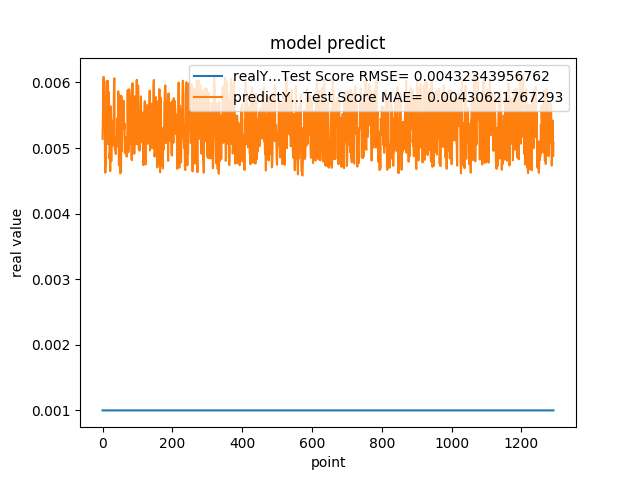 model predict
realY...Test Score RMSE= 0.00432343956762
predictY...Test Score MAE= 0.00430621767293
0.006
0.005
0.004
0.003
0.002
0.001
real value
0 200 400 600 800 1000 1200
point